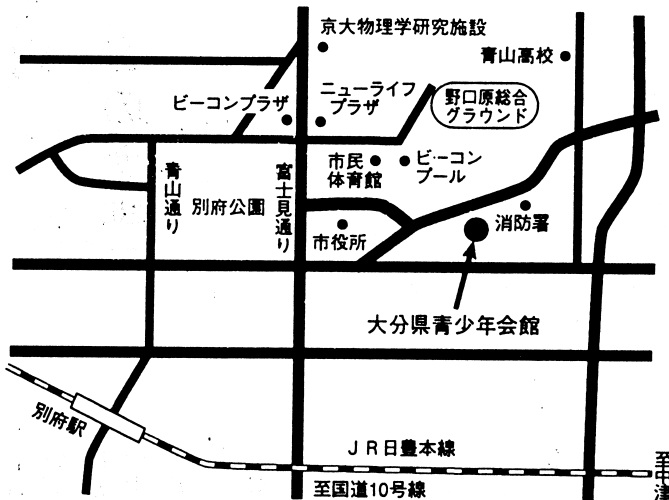 京大物理学研究施設
青山高校
ビーコンプラザ
ニューライフ
プラザ
野口原総合
グラウンド
市民
体育館
ビーコン
プール
青山通り
別府公園
富士見通り
市役所
消防署
大分県青少年会館
別府駅
JR日豊本線
至国道10号線